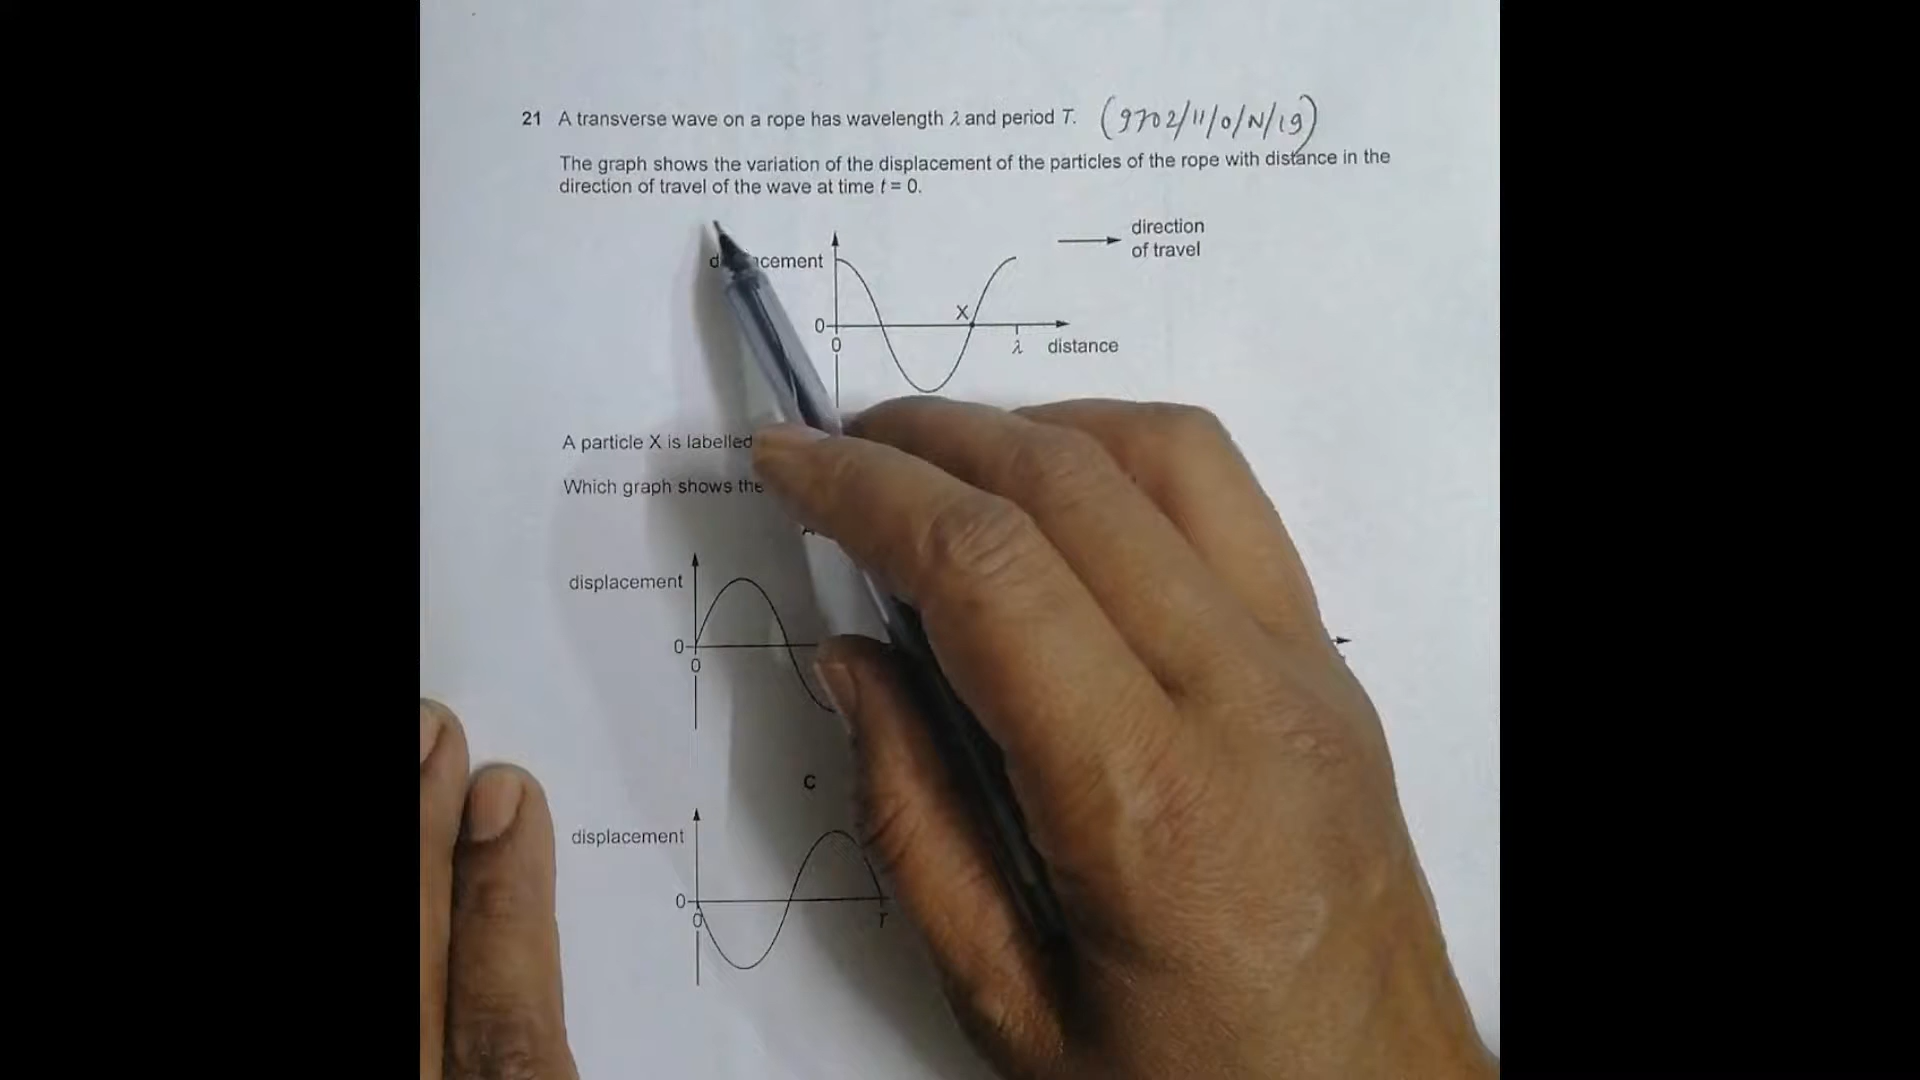 21 A transverse wave on a rope has wavelength λ and period T. (9702/11/O/N/19)
The graph shows the variation of the displacement of the particles of the rope with distance in the
direction of travel of the wave at time t = 0.
direction
of travel
0
X
0
λ distance
A particle X is labelled
Which graph shows the
displacement
0
0
C
displacement
0
0
T